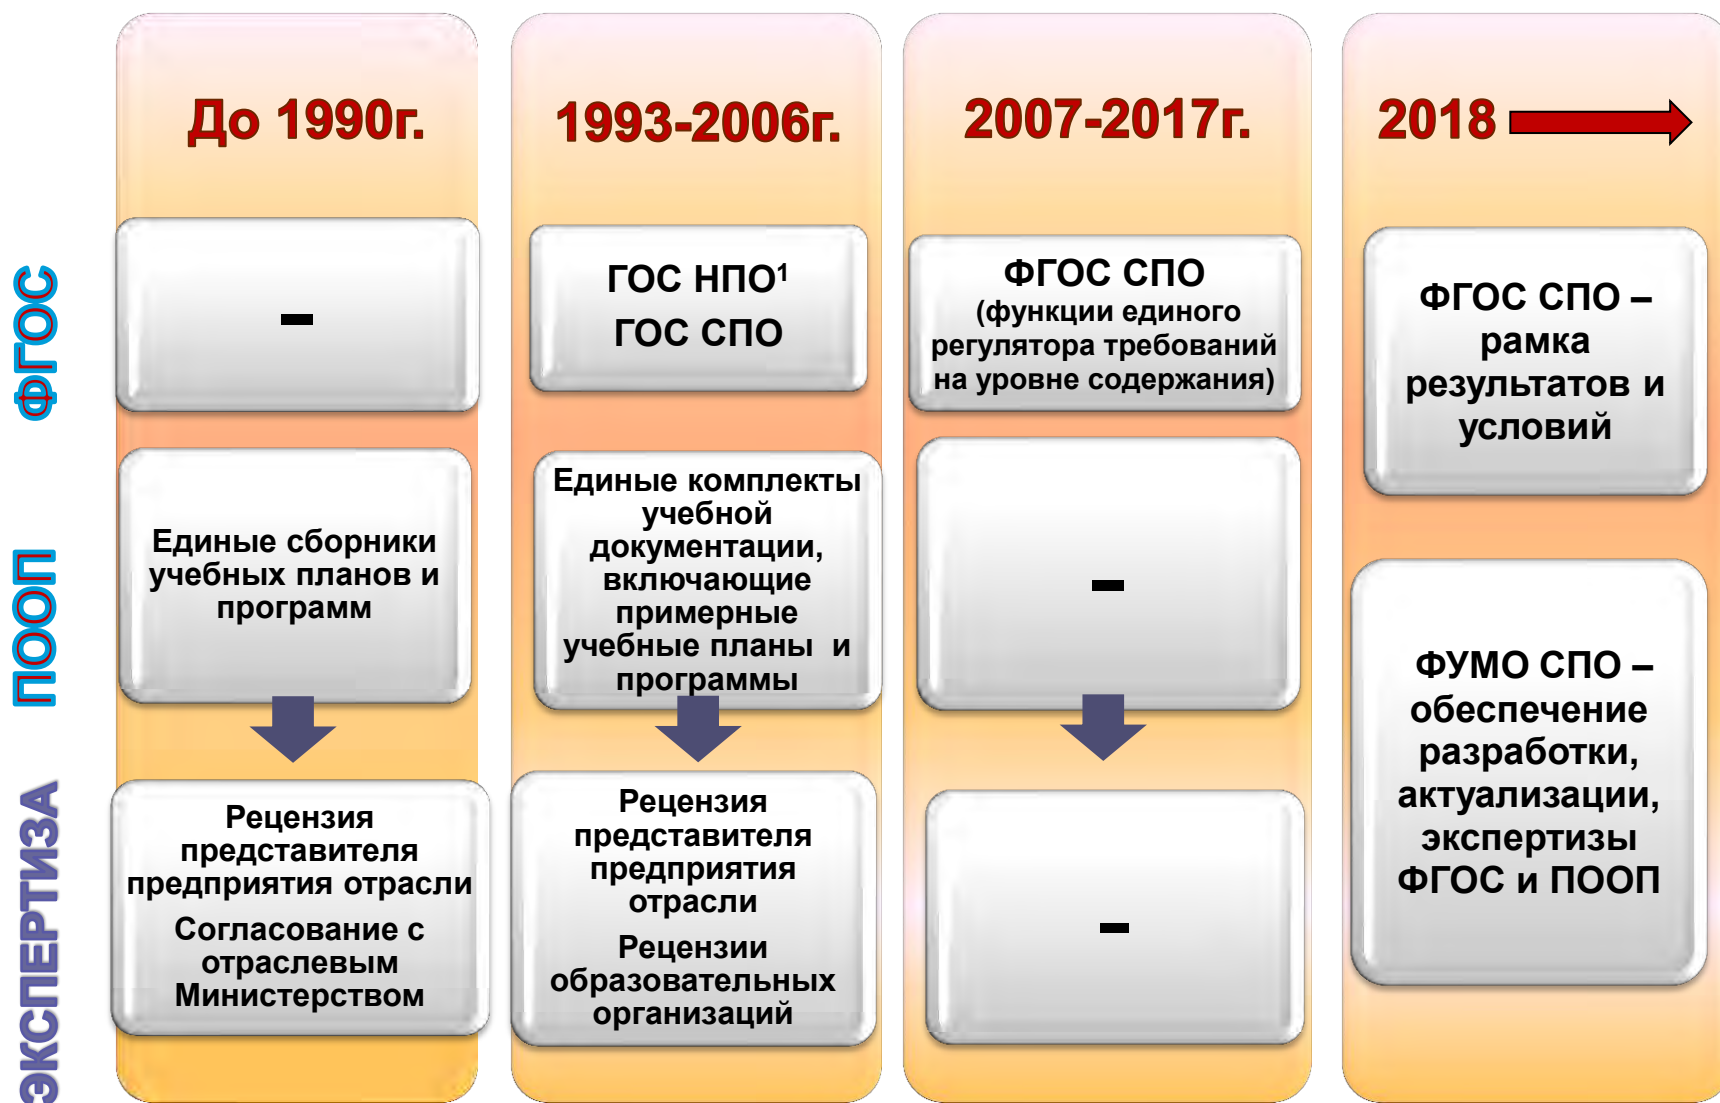 До 1990г.
1993-2006г.
2007-2017г.
2018
ФГОС
-
ГОС НПО¹
ГОС СПО
ФГОС СПО
(функции единого
регулятора требований
на уровне содержания)
ФГОС СПО –
рамка
результатов и
условий
ПООП
Единые сборники
учебных планов и
программ
Единые комплекты
учебной
документации,
включающие
примерные
учебные планы и
программы
-
ФУМО СПО –
обеспечение
разработки,
актуализации,
экспертизы
ФГОС и ПООП
ЭКСПЕРТИЗА
Рецензия
представителя
предприятия отрасли
Согласование с
отраслевым
Министерством
Рецензия
представителя
предприятия
отрасли
Рецензии
образовательных
организаций
-